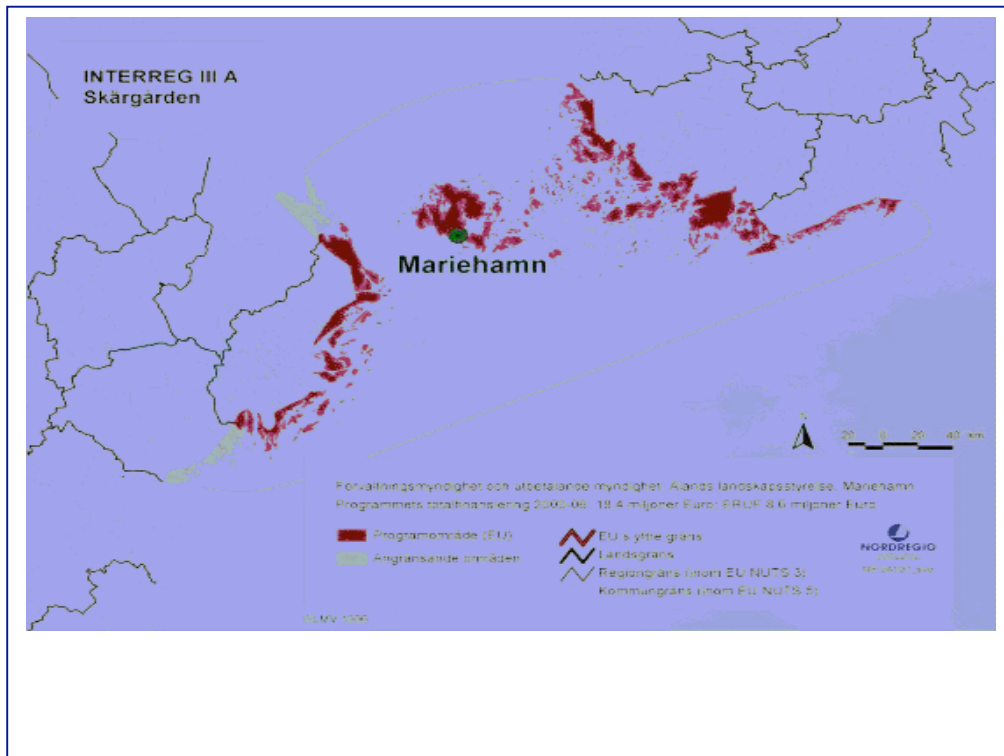 INTERREG III A
Skärgården
Mariehamn
N
20 0 20 40 km
Förvaltningsmyndighet och utbetalande myndighet: Ålands landskapsstyrelse, Mariehamn
Programmets totalfinansiering 2000-06: 18.4 miljoner Euro; ERUF 8.6 miljoner Euro
Programområde (EU)
Angränsande områden
EU s yttre gräns
Landsgräns
Regiongräns (inom EU NUTS 3)
Kommungräns (inom EU NUTS 5)
NORDREGIO